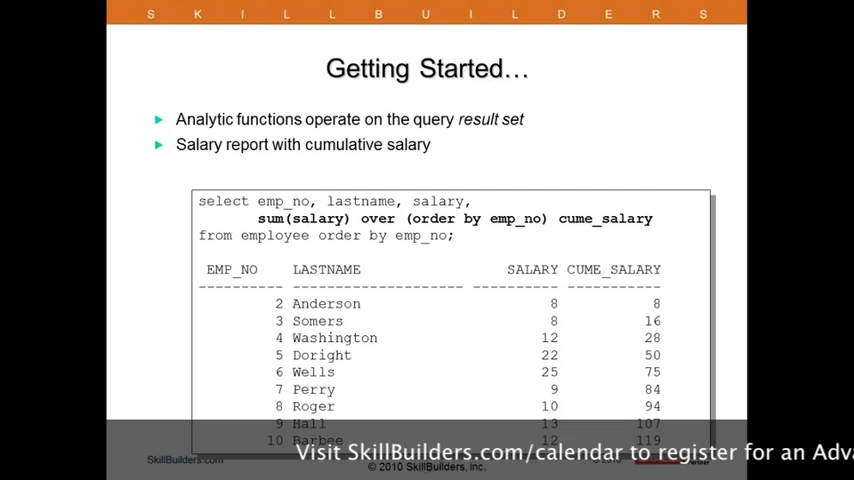 S K I L L B U I L D E R S
Getting Started…
Analytic functions operate on the query result set
Salary report with cumulative salary
select emp_no, lastname, salary,
sum(salary) over (order by emp_no) cume_salary
from employee order by emp_no;
EMP_NO LASTNAME SALARY CUME_SALARY
---------- -------------------- ---------- -----------
2 Anderson 8 8
3 Somers 8 16
4 Washington 12 28
5 Doright 22 50
6 Wells 25 75
7 Perry 9 84
8 Roger 10 94
9 Hall 13 107
10 Barbee 12 119
Visit SkillBuilders.com/calendar to register for an Adva
SkillBuilders.com
© 2010 SkillBuilders, Inc.